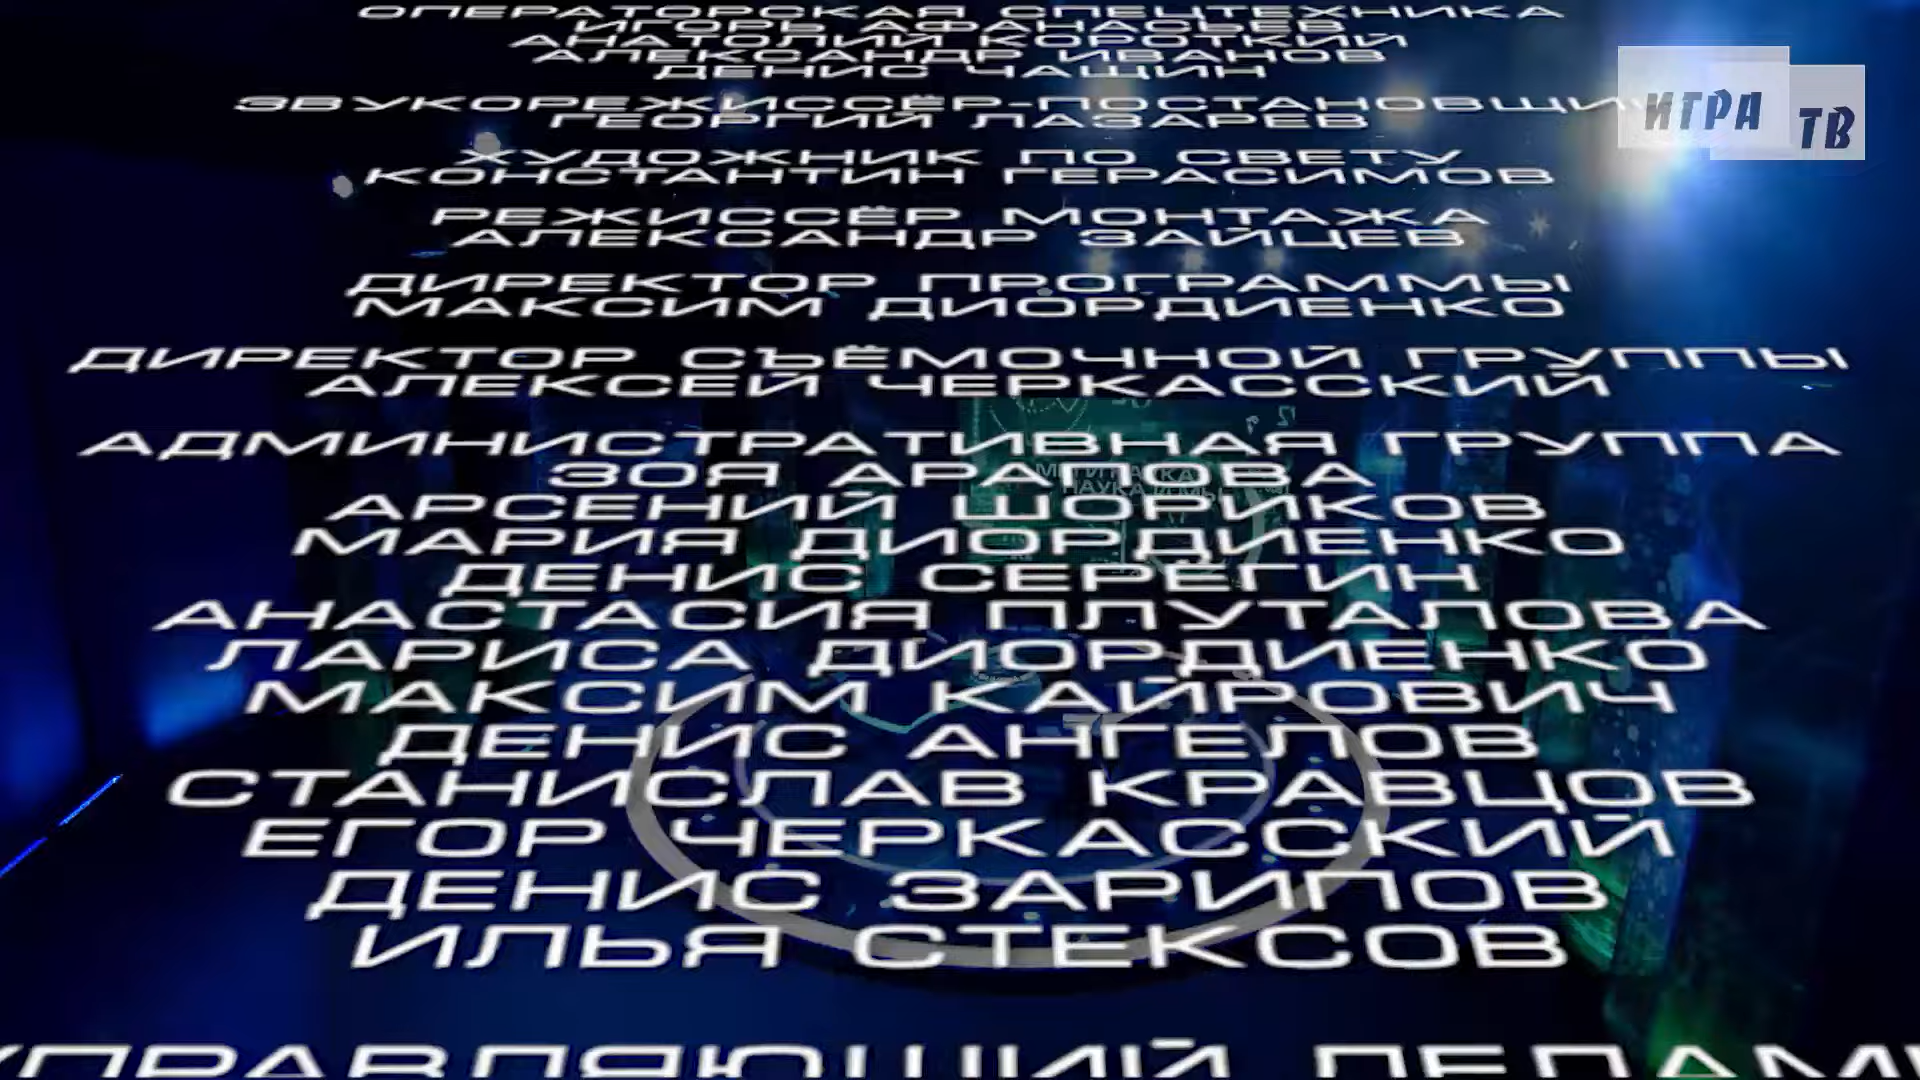 ОПЕРАТОРСКАЯ СПЕЦТЕХНИКА
ИГОРЬ АФАНАСЬЕВ
АНАТОЛИЙ КОРОТКИЙ
АЛЕКСАНДР ИВАНОВ
ДЕНИС ЧАЩИН
ЗВУКОРЕЖИССЁР-ПОСТАНОВЩИК
ГЕОРГИЙ ЛАЗАРЕВ
ХУДОЖНИК ПО СВЕТУ
КОНСТАНТИН ГЕРАСИМОВ
РЕЖИССЁР МОНТАЖА
АЛЕКСАНДР ЗАЙЦЕВ
ДИРЕКТОР ПРОГРАММЫ
МАКСИМ ДИОРДИЕНКО
ДИРЕКТОР СЪЁМОЧНОЙ ГРУППЫ
АЛЕКСЕЙ ЧЕРКАССКИЙ
АДМИНИСТРАТИВНАЯ ГРУППА
ЗОЯ АРАПОВА
АРСЕНИЙ ШОРИКОВ
МАРИЯ ДИОРДИЕНКО
ДЕНИС СЕРЕГИН
АНАСТАСИЯ ПЛУТАЛОВА
ЛАРИСА ДИОРДИЕНКО
МАКСИМ КАЙРОВИЧ
ДЕНИС АНГЕЛОВ
СТАНИСЛАВ КРАВЦОВ
ЕГОР ЧЕРКАССКИЙ
ДЕНИС ЗАРИПОВ
ИЛЬЯ СТЕКСОВ
УПРАВЛЯЮЩИЙ
ИГРА ТВ